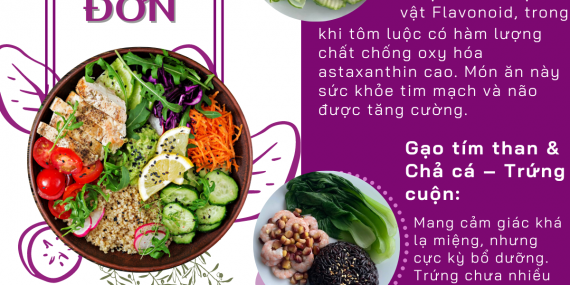 ĐƠN
vật Flavonoid, trong
khi tôm luộc có hàm lượng
chất chống oxy hóa
astaxanthin cao. Món ăn này
sức khỏe tim mạch và não
được tăng cường.
Gạo tím than &
Chả cá – Trứng
cuộn:
Mang cảm giác khá
lạ miệng, nhưng
cực kỳ bổ dưỡng.
Trứng chưa nhiều